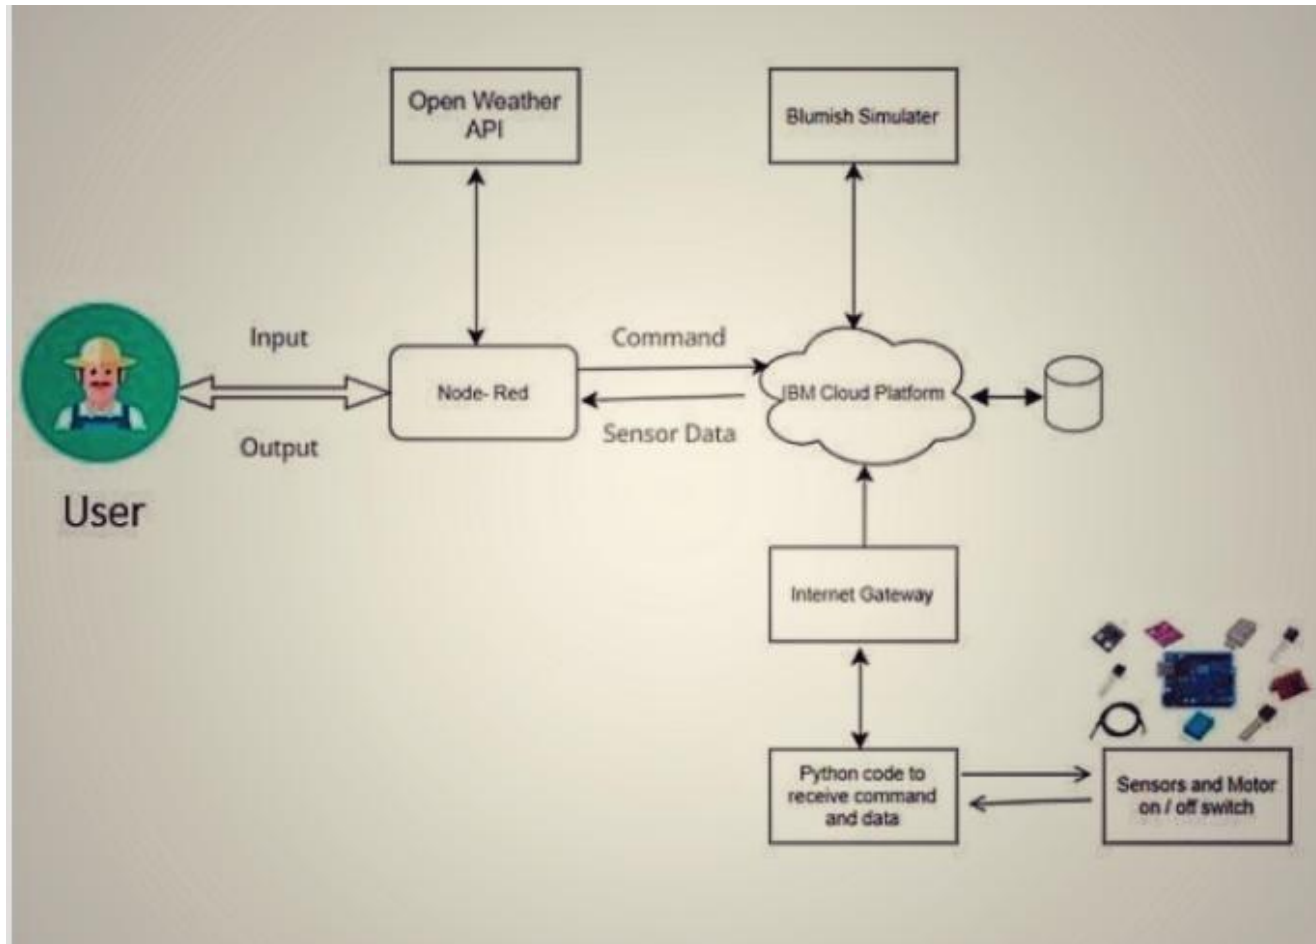 Open Weather
API
Blumish Simulater
Input
Command
Node- Red
IBM Cloud Platform
Output
Sensor Data
User
Internet Gateway
Python code to
receive command
and data
Sensors and Motor
on / off switch